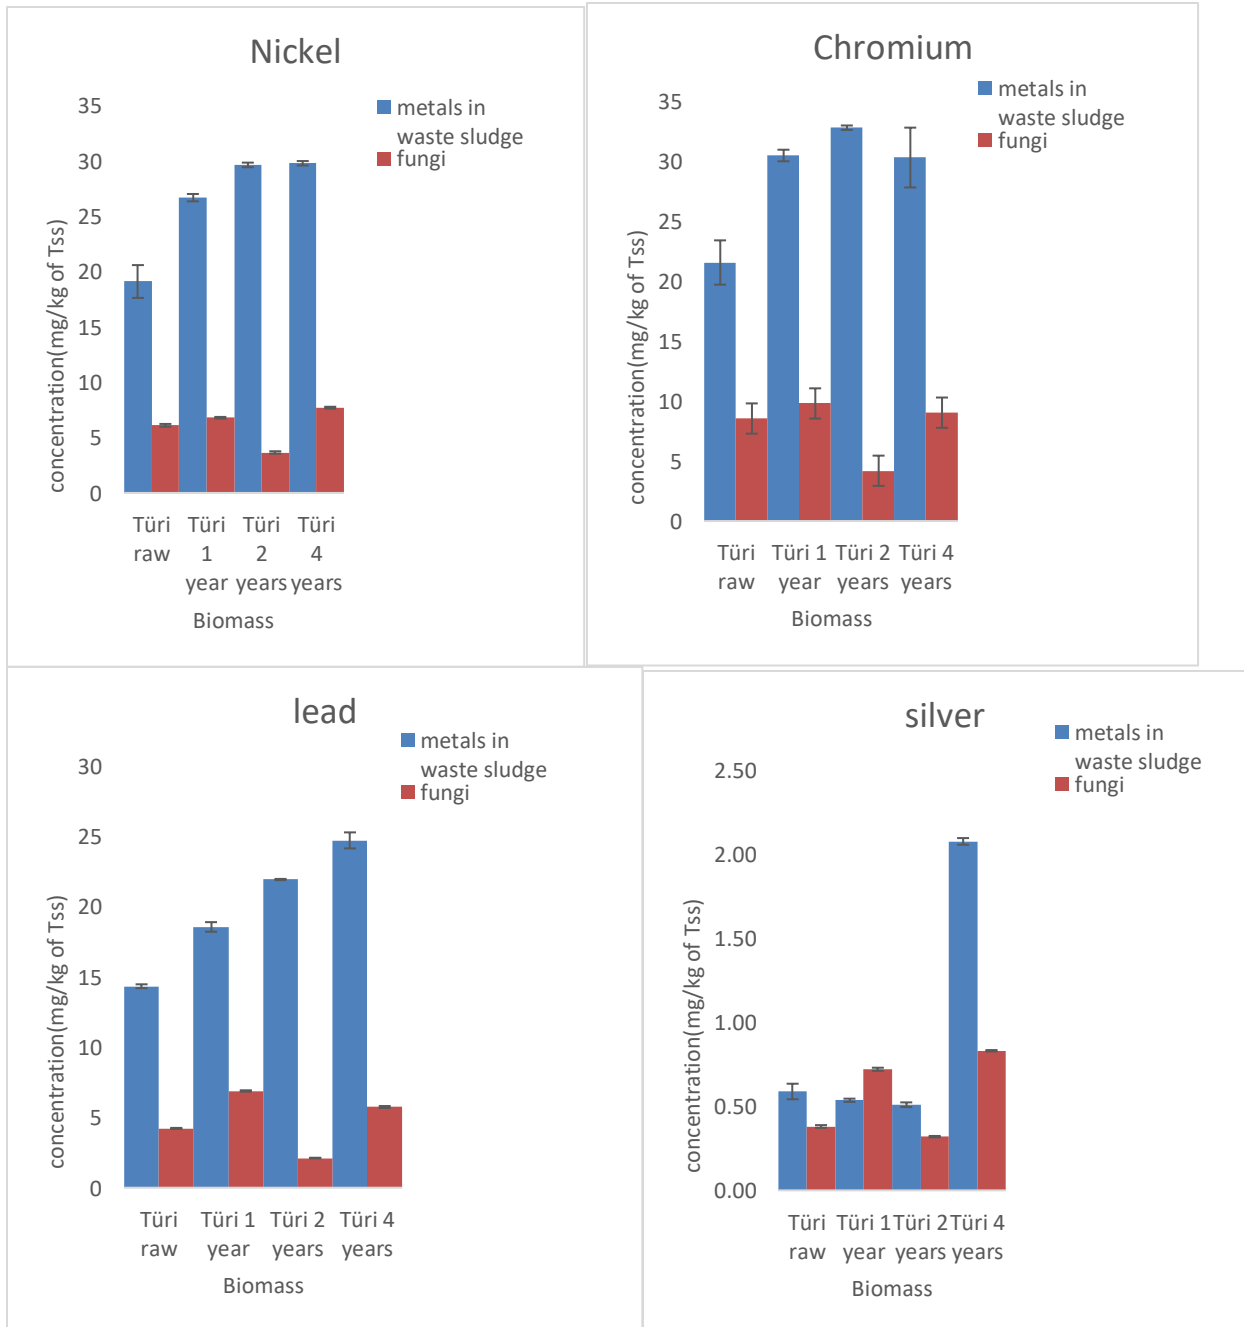 Nickel
metals in
waste sludge
fungi
concentration(mg/kg of Tss)
35
30
25
20
15
10
5
0
Türi
raw
Türi
1
year
Türi
2
years
Türi
4
years
Biomass
Chromium
metals in
waste sludge
fungi
concentration(mg/kg of Tss)
35
30
25
20
15
10
5
0
Türi
raw
Türi 1
year
Türi 2
years
Türi 4
years
Biomass
lead
metals in
waste sludge
fungi
concentration(mg/kg of Tss)
30
25
20
15
10
5
0
Türi
raw
Türi 1
year
Türi 2
years
Türi 4
years
Biomass
silver
metals in
waste sludge
fungi
concentration(mg/kg of Tss)
2.50
2.00
1.50
1.00
0.50
0.00
Türi
raw
Türi 1
year
Türi 2
years
Türi 4
years
Biomass